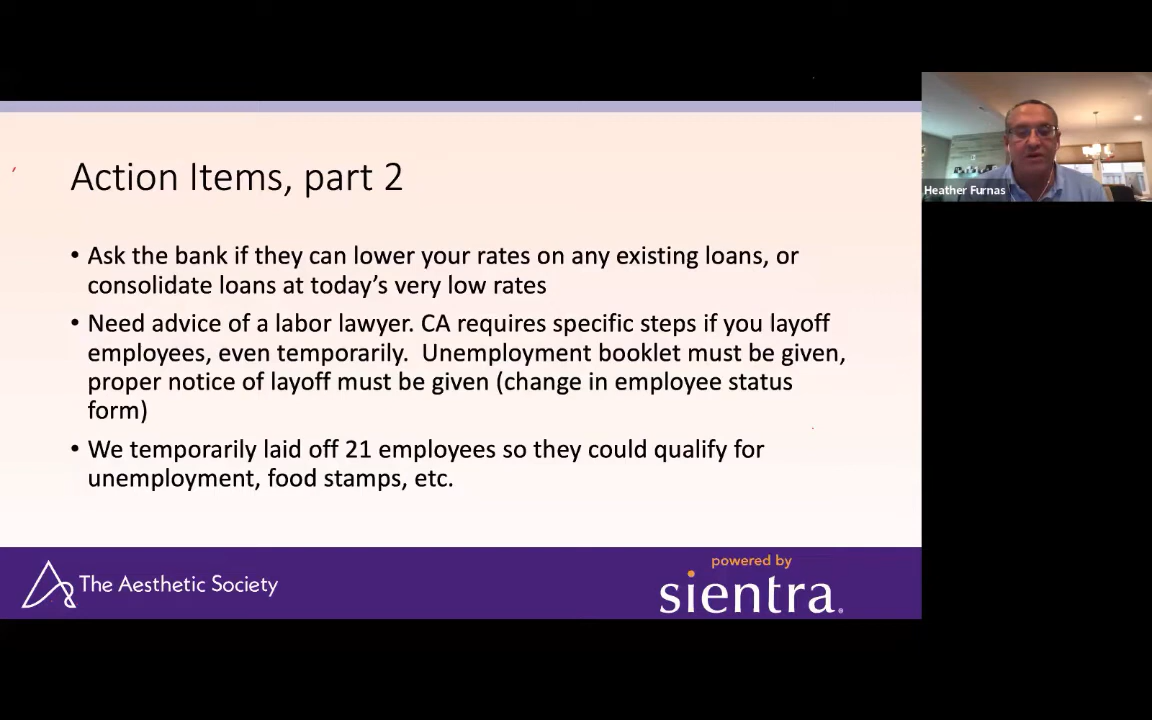 Action Items, part 2
• Ask the bank if they can lower your rates on any existing loans, or
consolidate loans at today's very low rates
• Need advice of a labor lawyer. CA requires specific steps if you layoff
employees, even temporarily.  Unemployment booklet must be given,
proper notice of layoff must be given (change in employee status
form)
• We temporarily laid off 21 employees so they could qualify for
unemployment, food stamps, etc.
The Aesthetic Society
powered by
sientra®
Heather Furnas